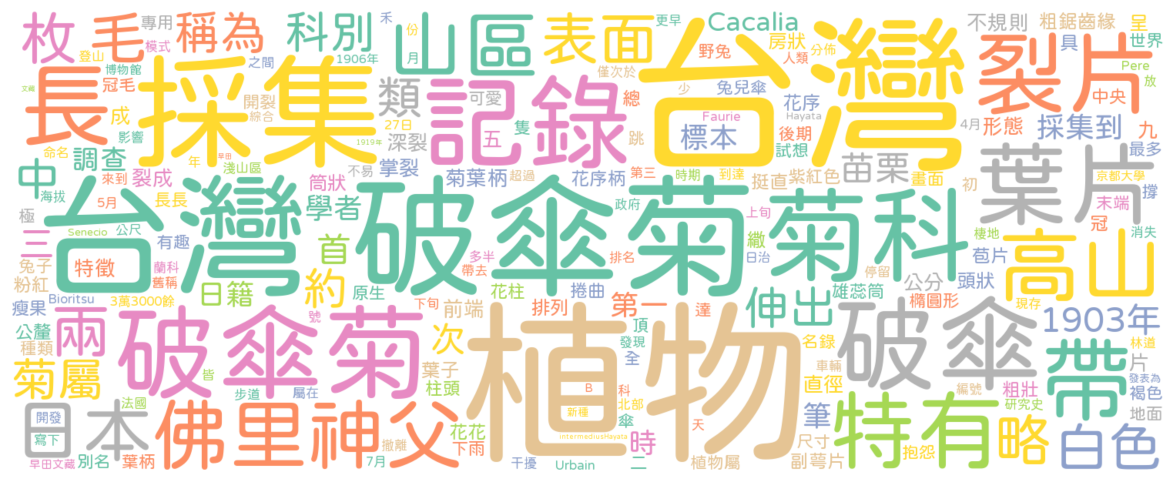 枚 毛 稱為 專用 模式 登山 博物館 冠毛 科別 禾 份 月 1906年 之間 山區 表面 更早 Cacalia 野兔 房狀 分佈 人類 不規則 粗鋸齒緣 呈 具 世界 Pere 放
長 採集 文藏 成 影響 開裂 綜合 類 27日 深裂 記錄 可愛 五 隻 總 跳 僅次於 少 兔兒傘 Faurie 標本 台灣 花序 Hayata 後期 試想 4月 形態 採集到 裂片 中央 九 最多
命名 調查 年 來到 草田 淺山區 1919年 不易 掌裂 菊葉柄 超過 花序柄 第三 時期 到達 挺直 紫紅色 畫面 苗栗 初 葉片 京都大學 撐 末端
中 海拔 裂成 5月 長長 筒狀 學者 政府 上旬 冠 消失
極 三 Senecio 公尺 有趣 台灣 首 破傘菊 菊科 多半 排名 繖 日治 棲地 苞片 高山
兔子 粉紅 特徵 蘭科 舊稱 約 原生 帶去 停留 公分 頭狀
瘦果 Bioritsu 3萬3000餘 日籍 號 下旬 花柱 捲曲 排列 第一 達 伸出 雄蕊筒 橢圓形 現存
公釐 種類 兩 破傘菊 次 前端 頂 發現 全 名錄 破傘 1903年 林道
菊屬 皆 步道 屬在 葉子 柱頭 植物 B 科 新種 北部 傘 車輛 直徑 編號 粗壯 帶 片 發表為 褐色
日本 開發 寫下 法國 佛里神父 撤離 花花 下雨 時 天 筆 尺寸 特有 抱怨 研究史 略 地面 白色
早田文藏 別名 葉柄 7月 干擾 Urbain intermediusHayata 二 植物屬 副萼片